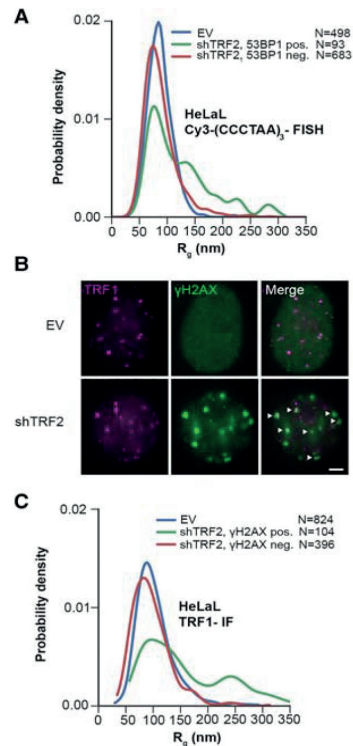 A
0.02
0.01
0.00
Probability density
EV N=498
shTRF2, 53BP1 pos. N=93
shTRF2, 53BP1 neg. N=683
HeLaL
Cy3-(CCCTAA)3- FISH
0 50 100 150 200 250 300 350
Rg (nm)
B
TRF1 γH2AX Merge
EV
shTRF2
C
0.02
0.01
0.00
Probability density
EV N=824
shTRF2, γH2AX pos. N=104
shTRF2, γH2AX neg. N=396
HeLaL
TRF1- IF
0 50 100 150 200 250 300 350
Rg (nm)